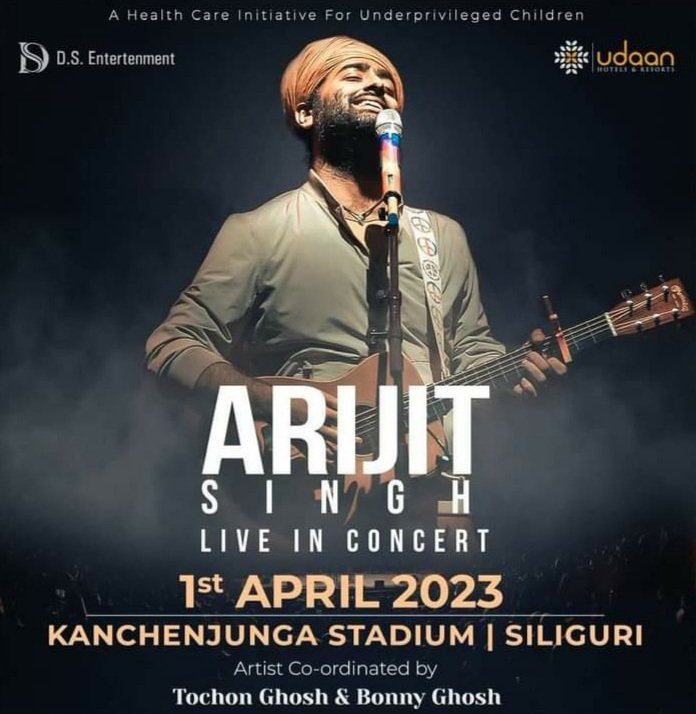 A Health Care Initiative For Underprivileged Children
DS D.S. Entertenment
udaan
HOTELS & RESORTS
ARIJIT
SINGH
LIVE IN CONCERT
1st APRIL 2023
KANCHENJUNGA STADIUM | SILIGURI
Artist Co-ordinated by
Tochon Ghosh & Bonny Ghosh